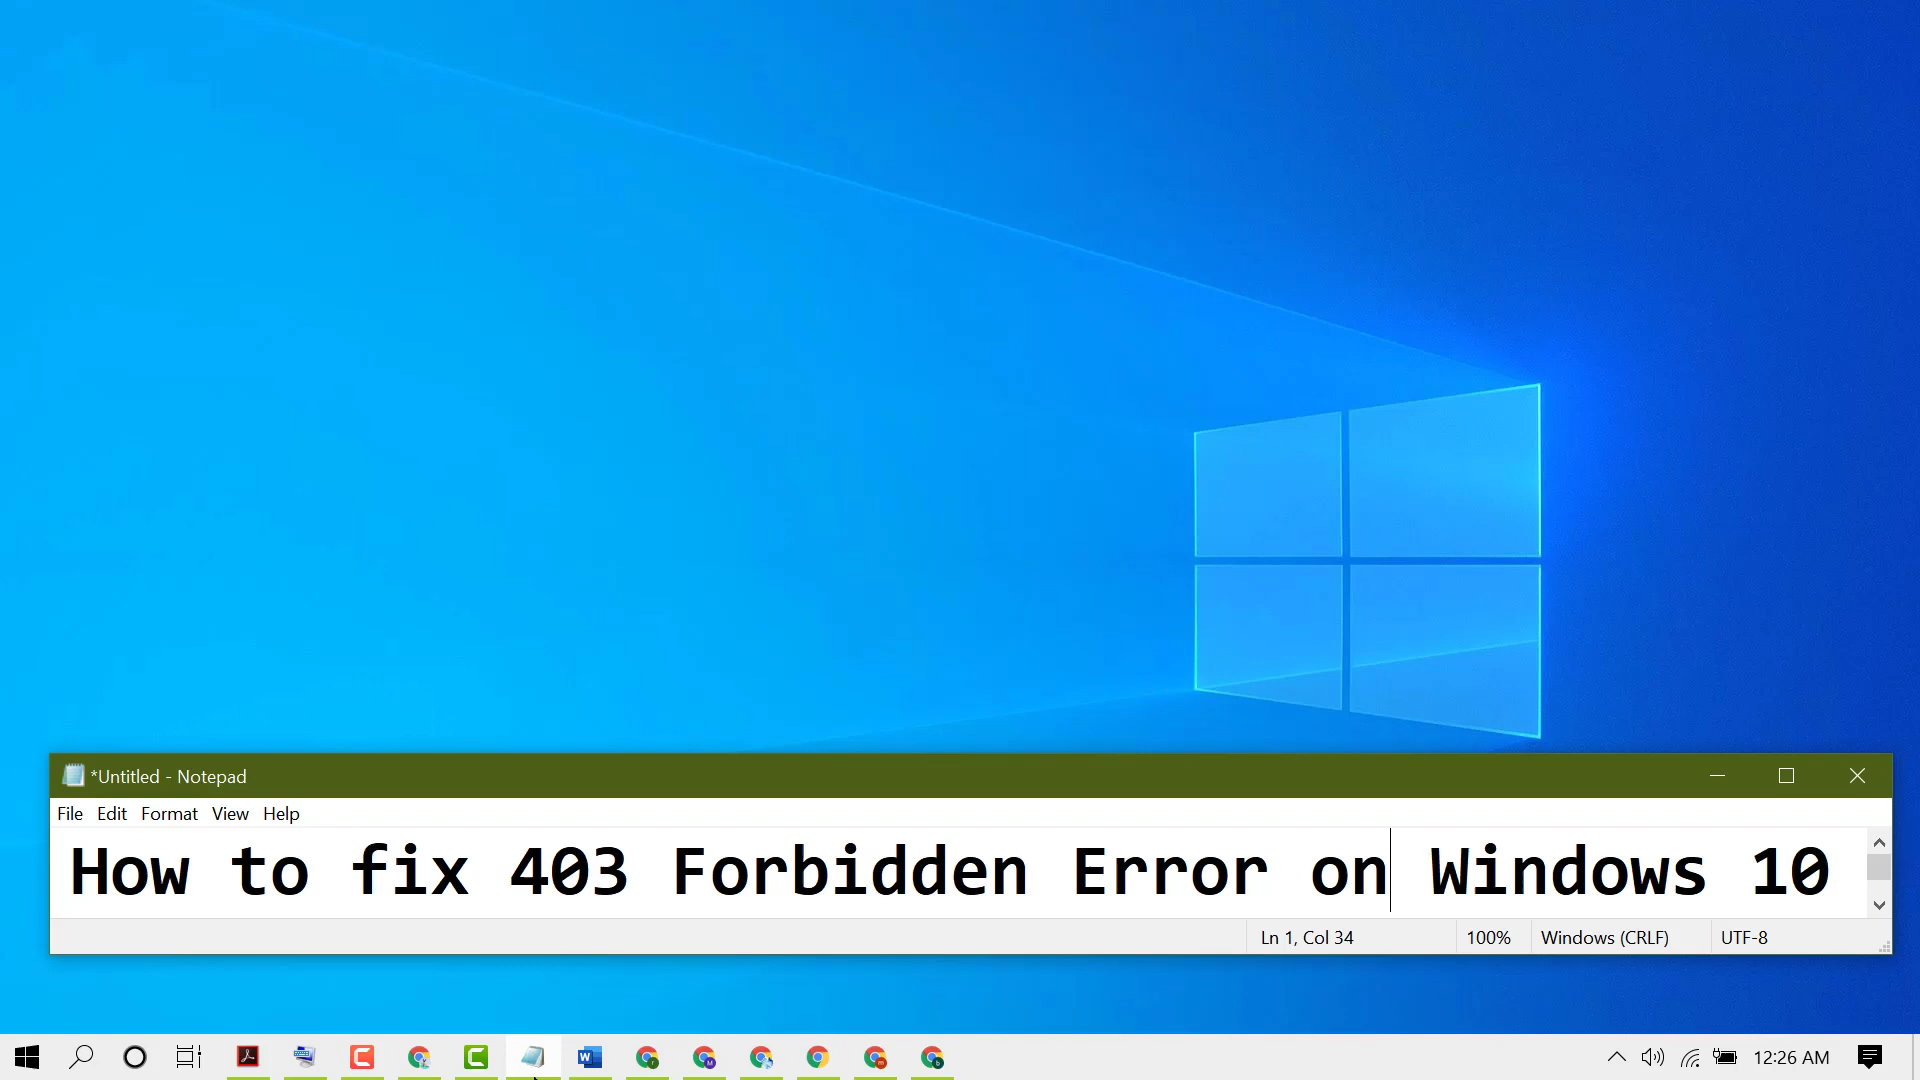 *Untitled - Notepad
File Edit Format View Help
How to fix 403 Forbidden Error on Windows 10
Ln 1, Col 34 100% Windows (CRLF) UTF-8
12:26 AM